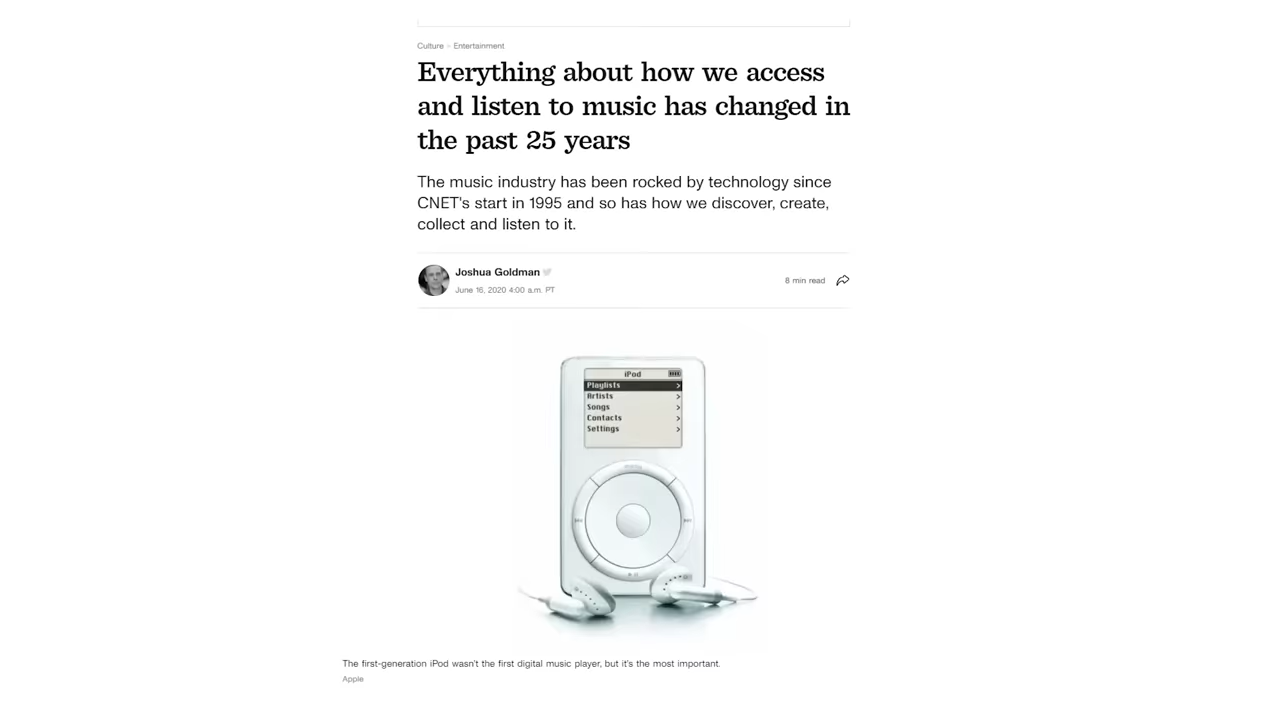 Culture > Entertainment
Everything about how we access
and listen to music has changed in
the past 25 years
The music industry has been rocked by technology since
CNET's start in 1995 and so has how we discover, create,
collect and listen to it.
Joshua Goldman
June 16, 2020 4:00 a.m. PT
8 min read
iPod
Playlists >
Artists >
Songs >
Contacts >
Settings >
The first-generation iPod wasn't the first digital music player, but it's the most important.
Apple